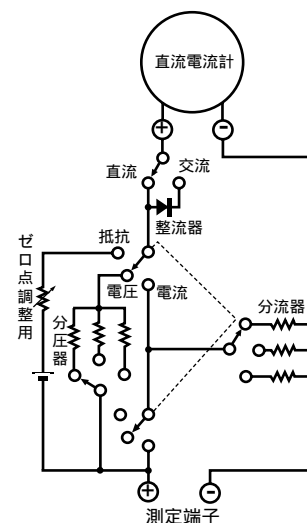 直流電流計
+
-
直流
交流
整流器
抵抗
ゼロ点調整用
電圧
電流
分流器
分圧器
+
-
測定端子